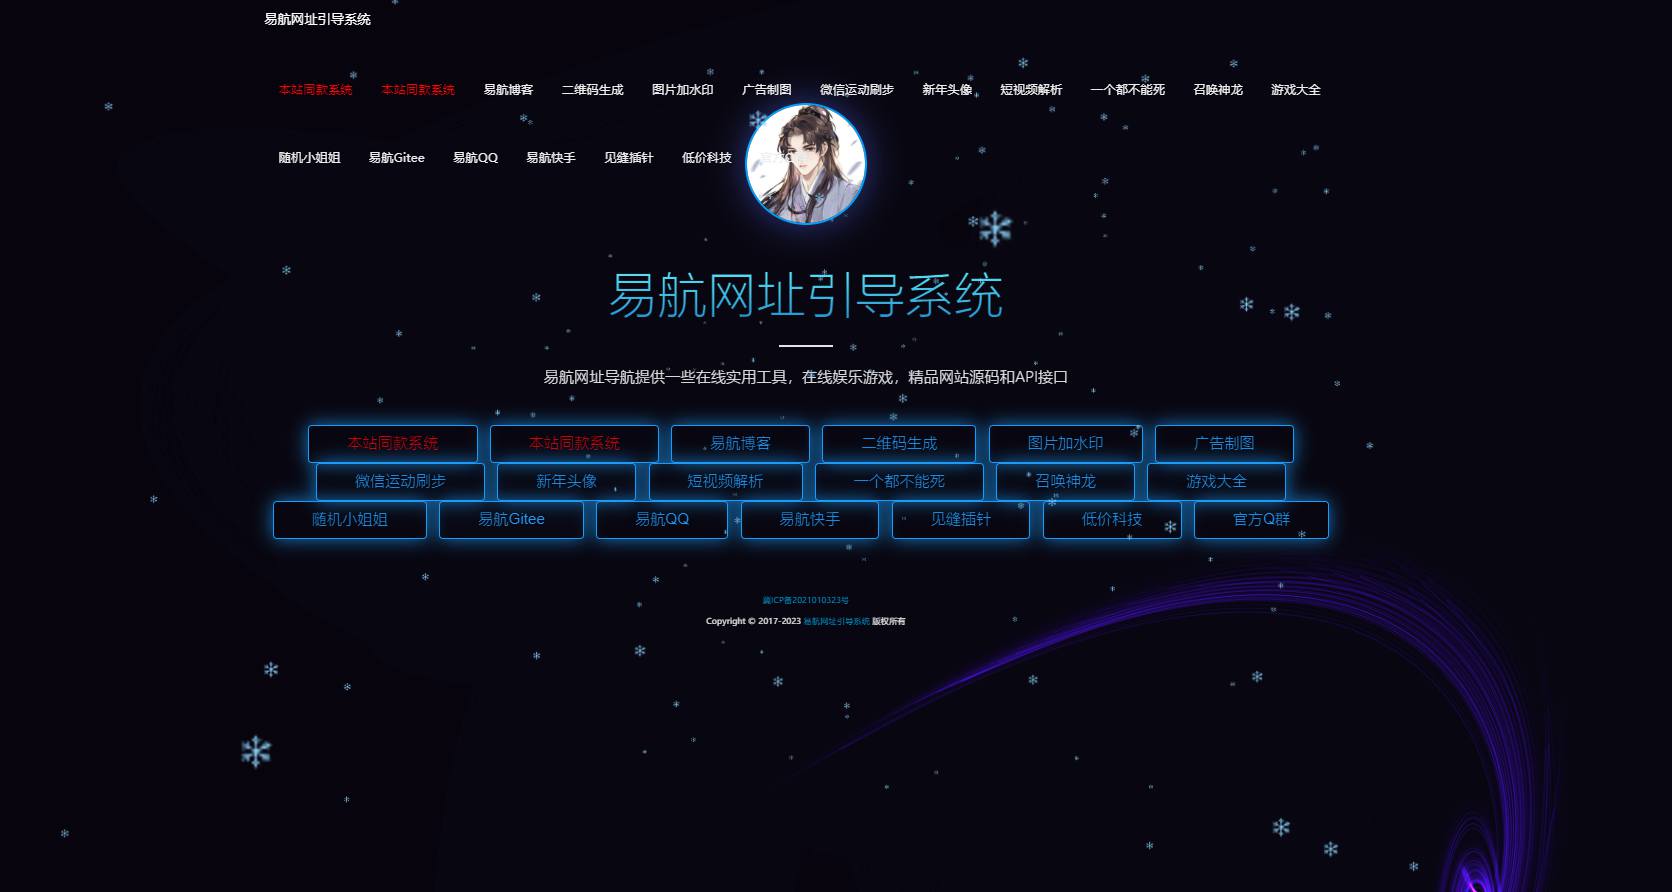 易航网址引导系统
本站同款系统 本站同款系统 易航博客 二维码生成 图片加水印 广告制图 微信运动刷步 新年头像 短视频解析 一个都不能死 召唤神龙 游戏大全
随机小姐姐 易航Gitee 易航QQ 易航快手 见缝插针 低价科技
易航网址引导系统
易航网址导航提供一些在线实用工具，在线娱乐游戏，精品网站源码和API接口
本站同款系统 本站同款系统 易航博客 二维码生成 图片加水印 广告制图
微信运动刷步 新年头像 短视频解析 一个都不能死 召唤神龙 游戏大全
随机小姐姐 易航Gitee 易航QQ 易航快手 见缝插针 低价科技 官方Q群
冀ICP备2021010323号
Copyright © 2017-2023 易航网址引导系统 版权所有